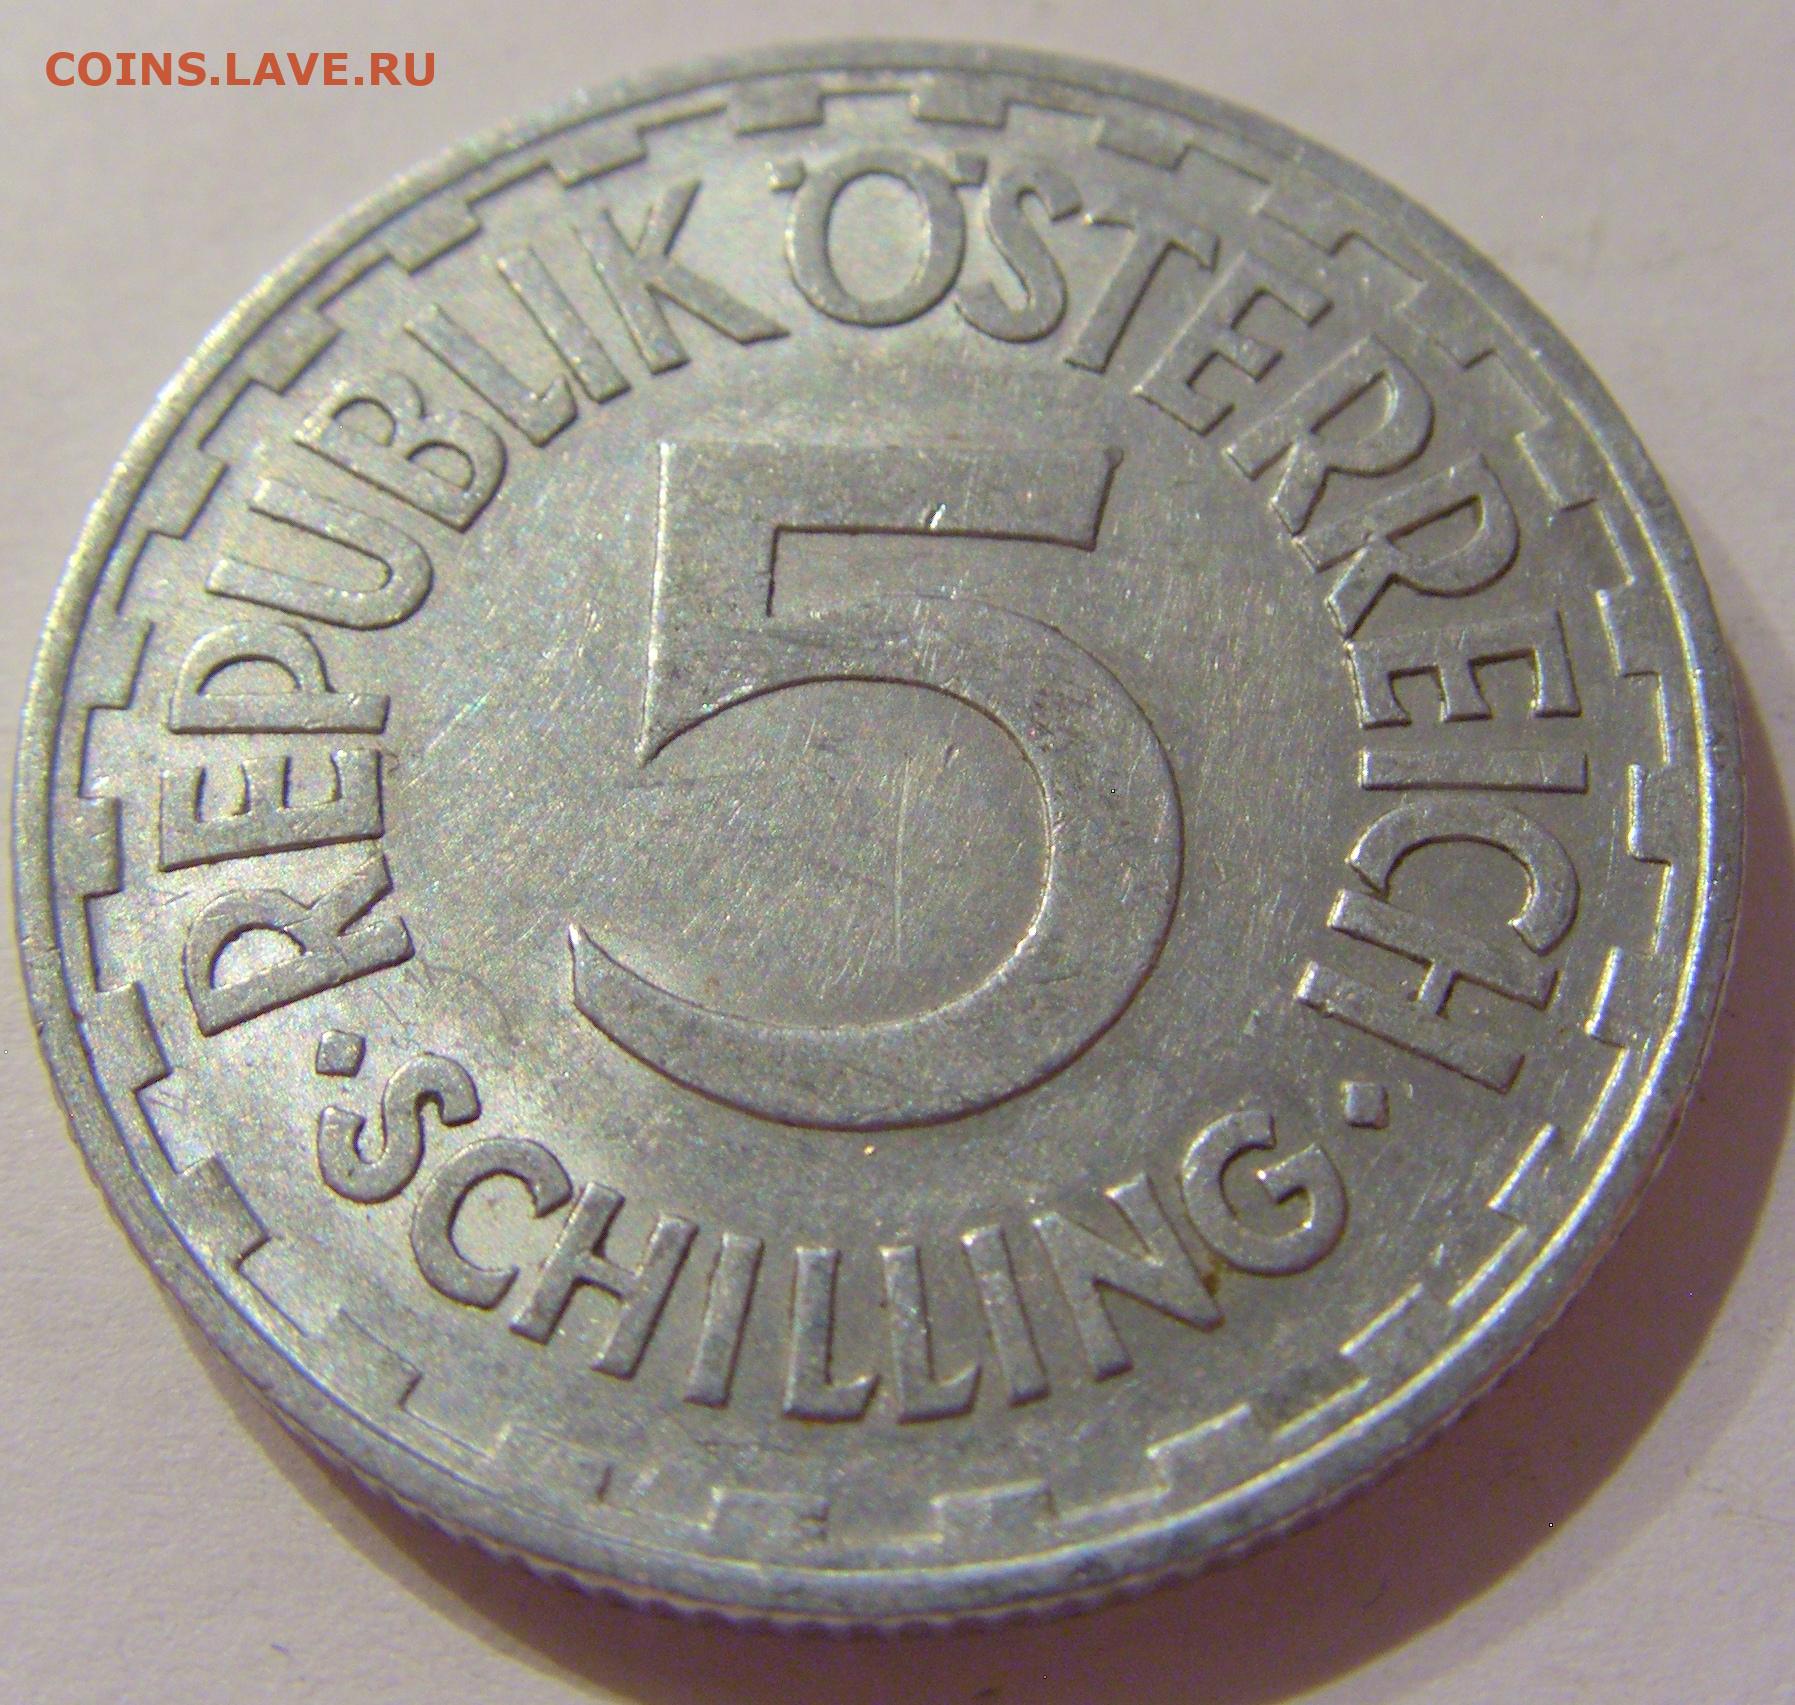 COINS.LAVE.RU
REPUBLIK ÖSTERREICH
5
·SCHILLING·